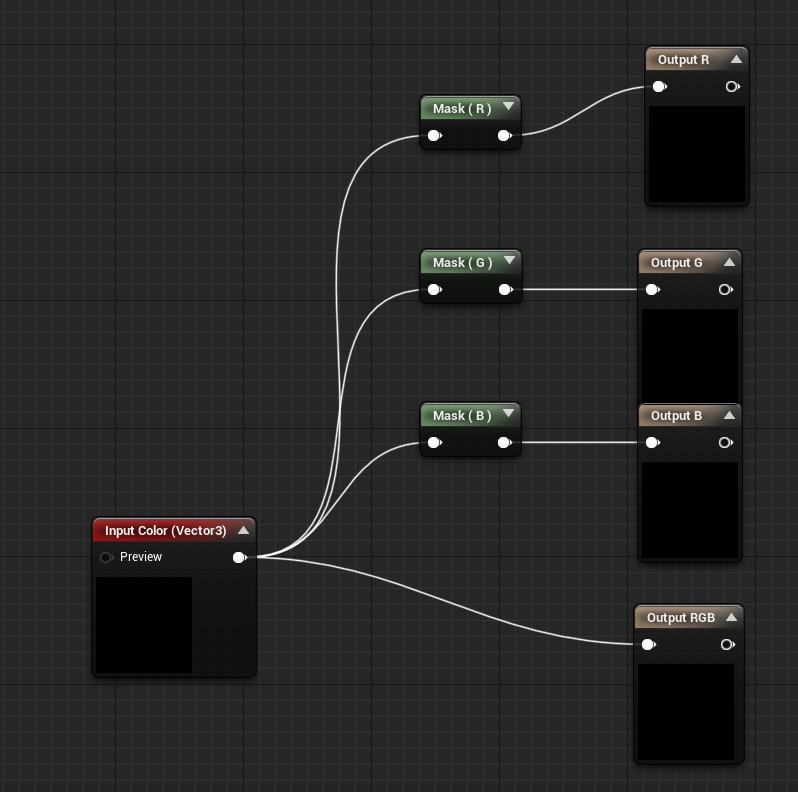 Output R
Mask ( R )
Mask ( G )
Output G
Mask ( B )
Output B
Input Color (Vector3)
Preview
Output RGB